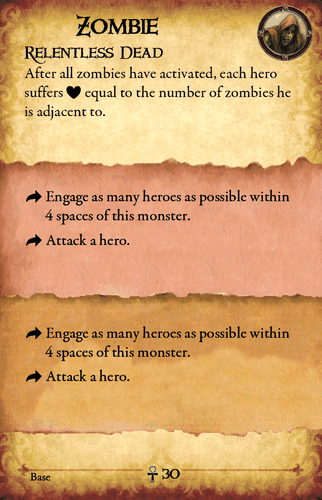 Zombie
Relentless Dead
After all zombies have activated, each hero
suffers ♥ equal to the number of zombies he
is adjacent to.
Engage as many heroes as possible within
4 spaces of this monster.
Attack a hero.
Engage as many heroes as possible within
4 spaces of this monster.
Attack a hero.
Base
☥ 30